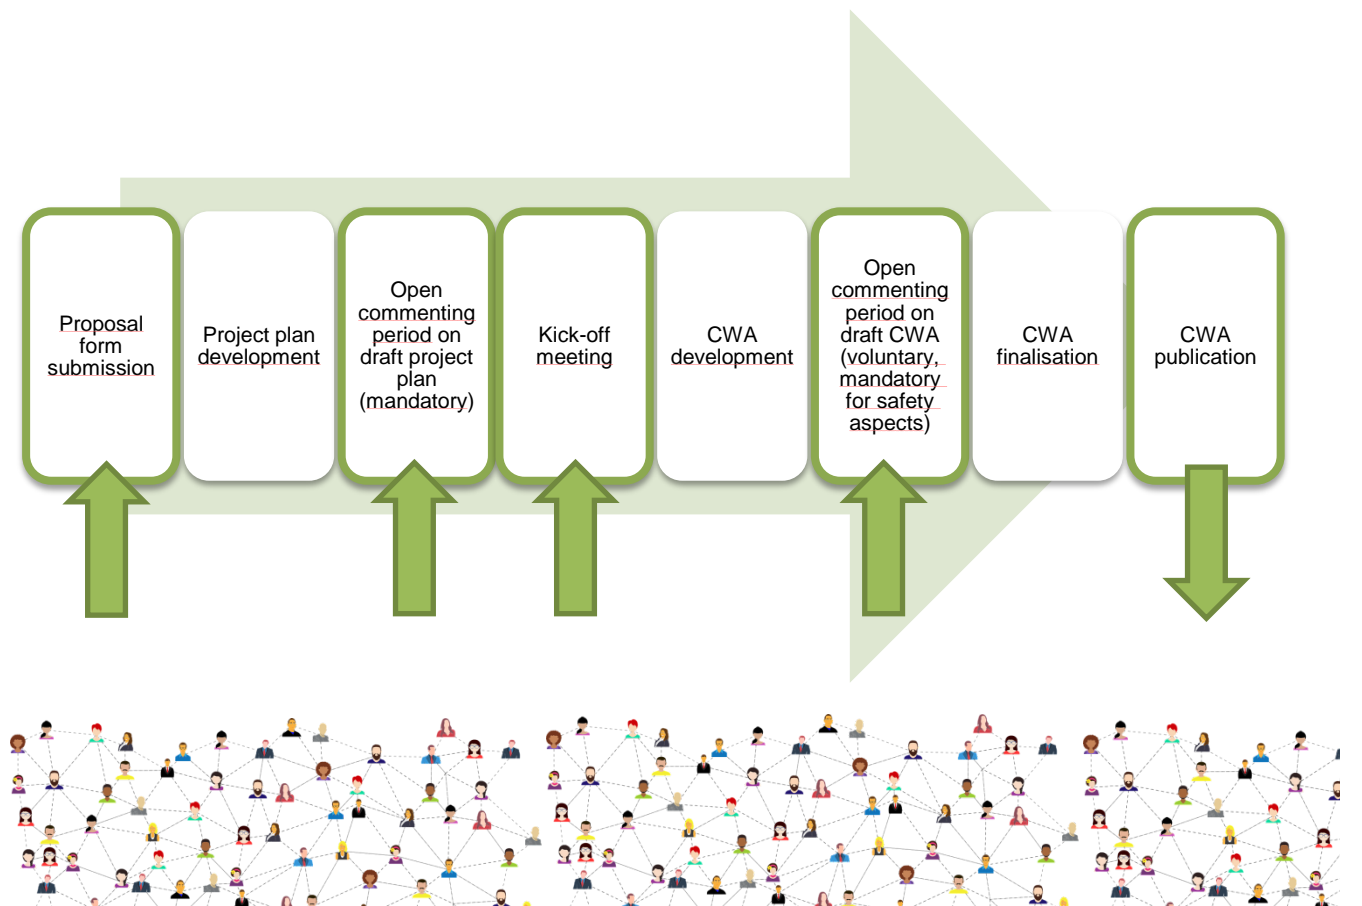 Proposal
form
submission
Project plan
development
Open
commenting
period on
draft project
plan
(mandatory)
Kick-off
meeting
CWA
development
Open
commenting
period on
draft CWA
(voluntary,
mandatory
for safety
aspects)
CWA
finalisation
CWA
publication